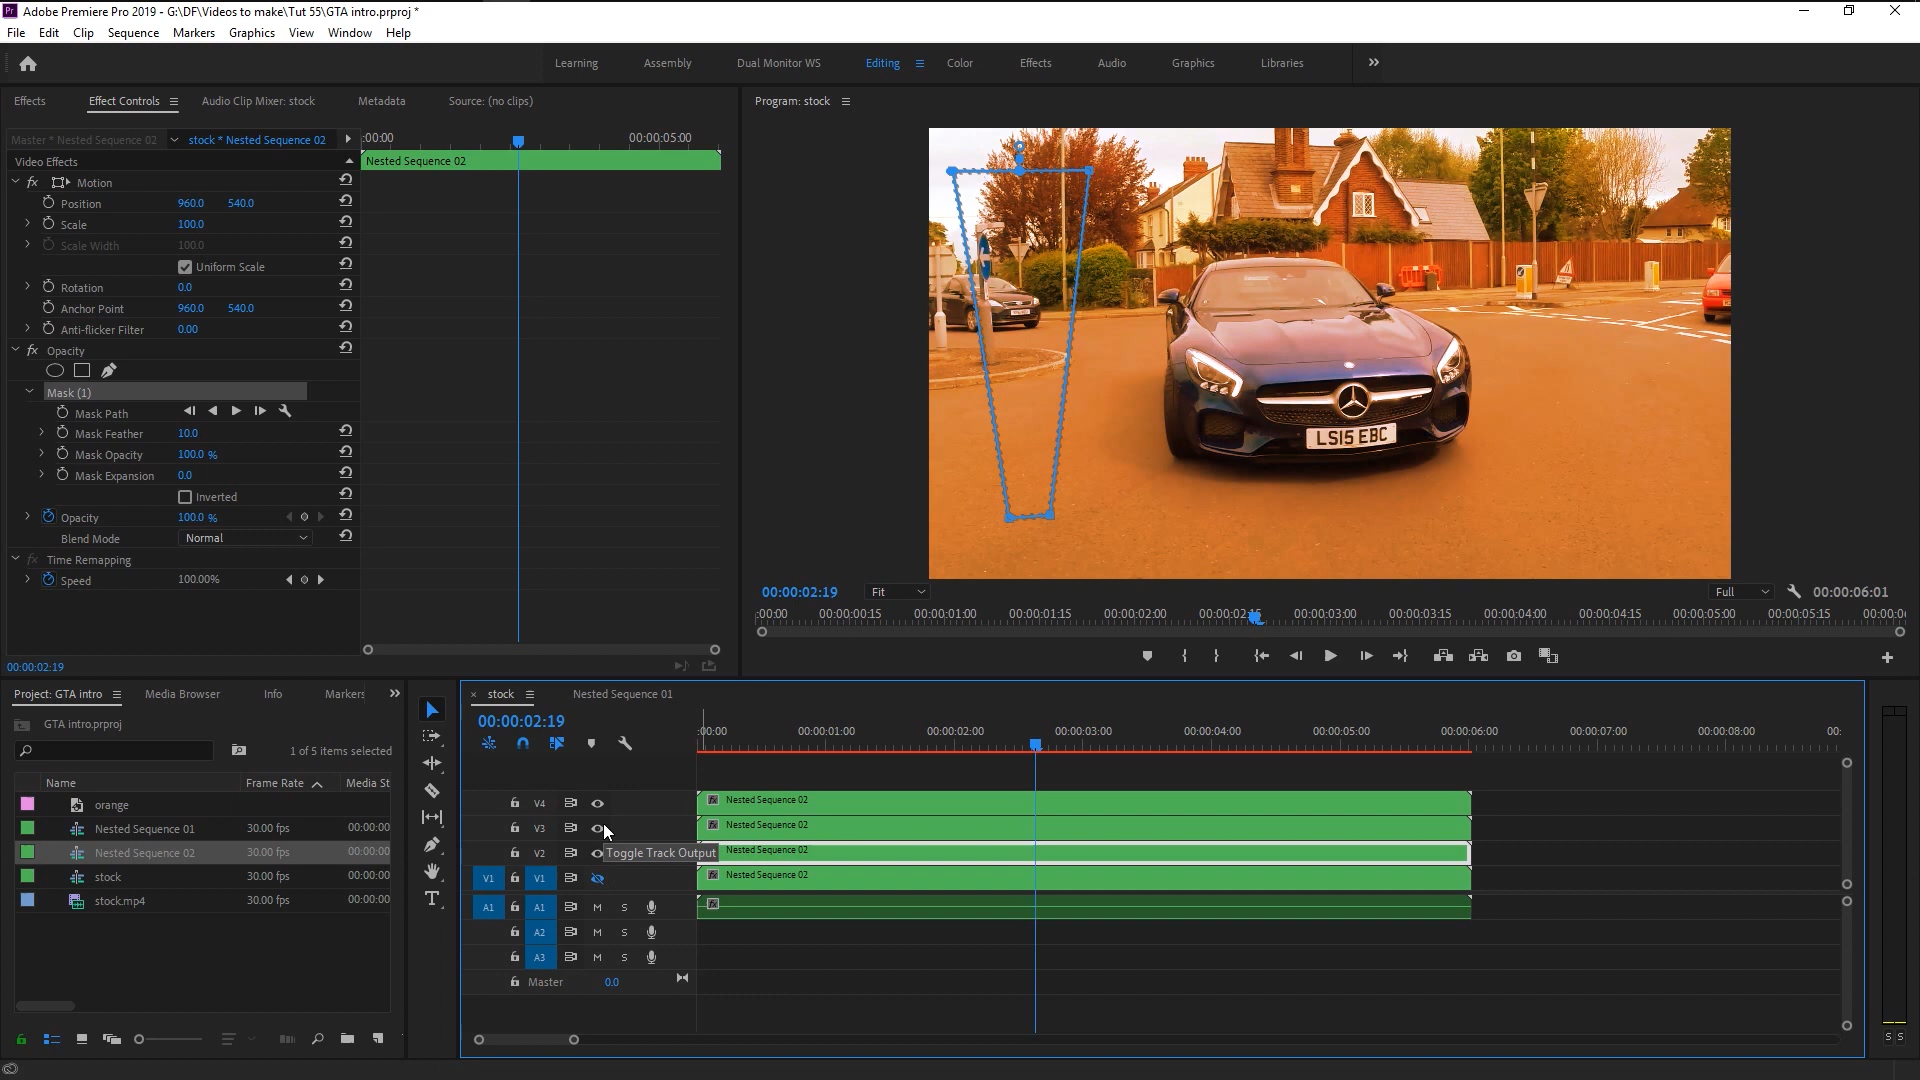 Adobe Premiere Pro 2019 - G:\DF\Videos to make\Tut 55\GTA intro.prproj *
File Edit Clip Sequence Markers Graphics View Window Help
Learning Assembly Dual Monitor WS Editing Color Effects Audio Graphics Libraries
Effects Effect Controls Audio Clip Mixer: stock Metadata Source: (no clips)
Program: stock
Master * Nested Sequence 02 stock * Nested Sequence 02 :00:00 00:00:05:00
Video Effects Nested Sequence 02
fx Motion
Position 960.0 540.0
Scale 100.0
Scale Width 100.0
Uniform Scale
Rotation 0.0
Anchor Point 960.0 540.0
Anti-flicker Filter 0.00
fx Opacity
Mask (1)
Mask Path
Mask Feather 10.0
Mask Opacity 100.0 %
Mask Expansion 0.0
Inverted
Opacity 100.0 %
Blend Mode Normal
fx Time Remapping
Speed 100.00%
00:00:02:19
LS15 EBC
00:00:02:19 Fit Full 00:00:06:01
:00:00 00:00:00:15 00:00:01:00 00:00:01:15 00:00:02:00 00:00:02:15 00:00:03:00 00:00:03:15 00:00:04:00 00:00:04:15 00:00:05:00 00:00:05:15 00:00:0
Project: GTA intro Media Browser Info Markers
GTA intro.prproj
1 of 5 items selected
Name Frame Rate Media St
orange
Nested Sequence 01 30.00 fps 00:00:00
Nested Sequence 02 30.00 fps 00:00:00
stock 30.00 fps 00:00:00
stock.mp4 30.00 fps 00:00:00
stock Nested Sequence 01
00:00:02:19
:00:00 00:00:01:00 00:00:02:00 00:00:03:00 00:00:04:00 00:00:05:00 00:00:06:00 00:00:07:00 00:00:08:00 00:
V4 fx Nested Sequence 02
V3 fx Nested Sequence 02
V2 Nested Sequence 02
Toggle Track Output
V1 V1 fx Nested Sequence 02
A1 A1 M S fx
A2 M S
A3 M S
Master 0.0
S S